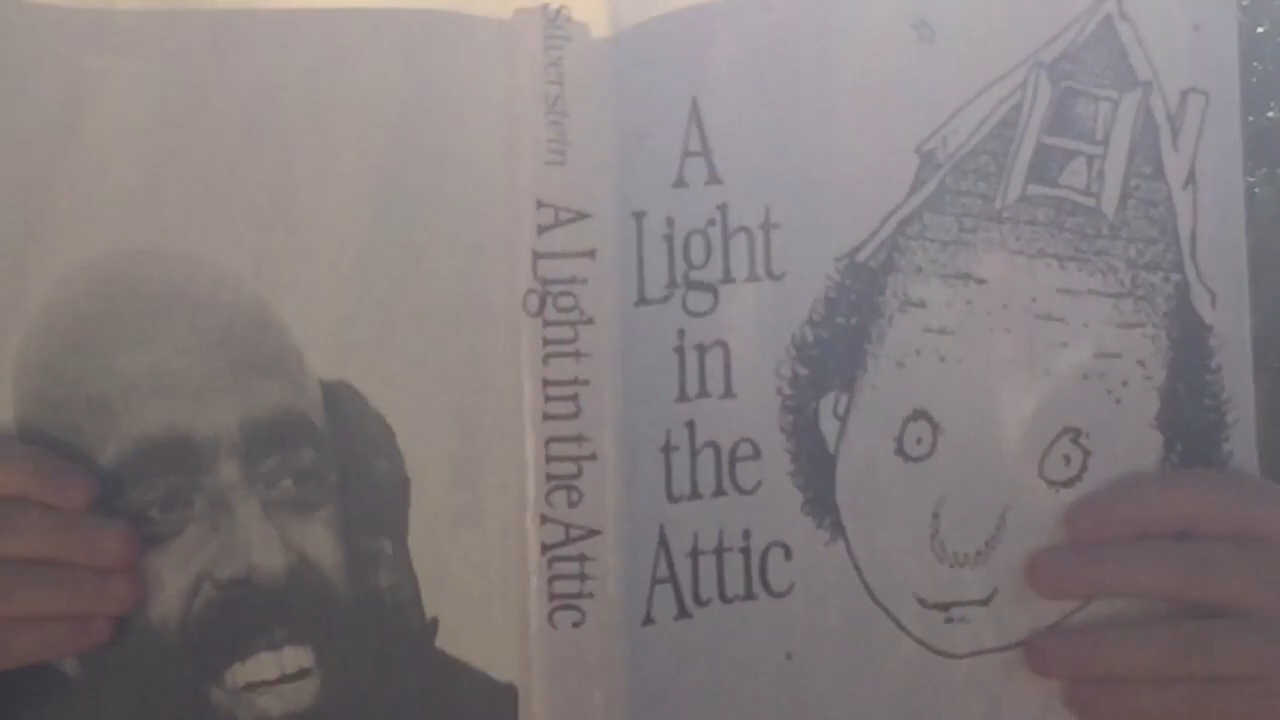 Silverstein A Light in the Attic
A
Light
in
the
Attic